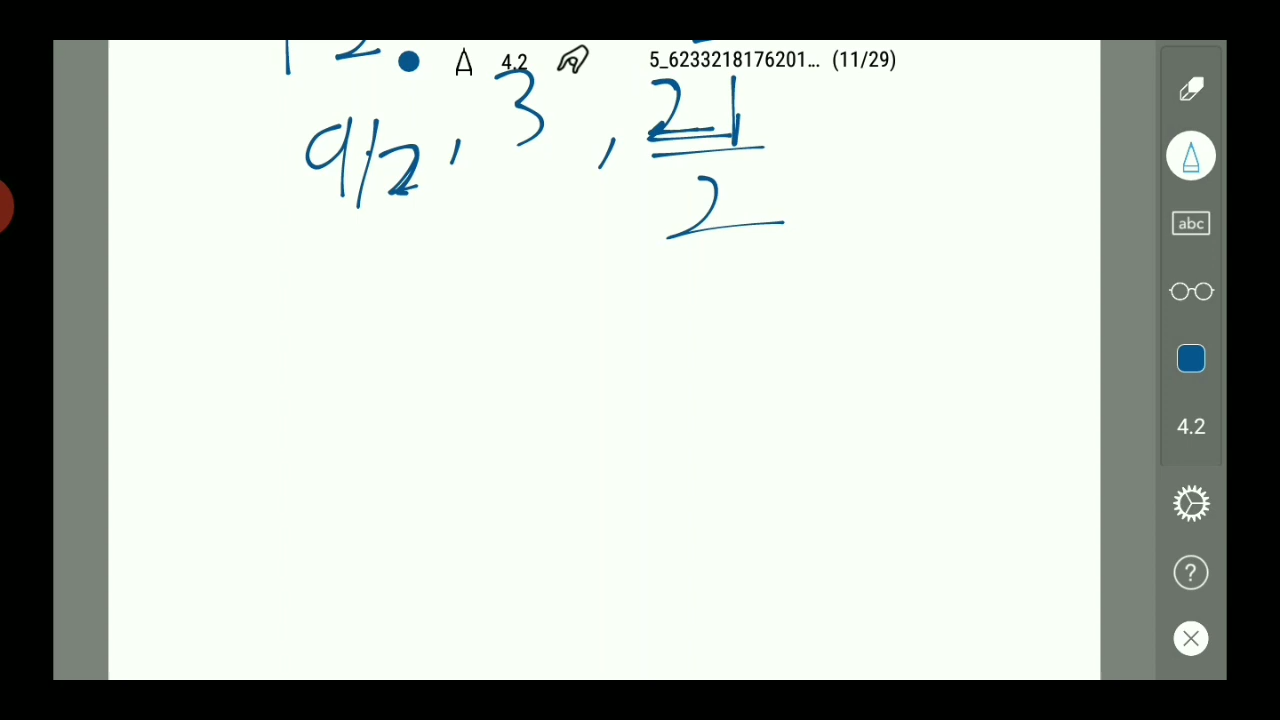 4.2 5_6233218176201... (11/29)
9/2, 3, 21/2
abc
4.2
?